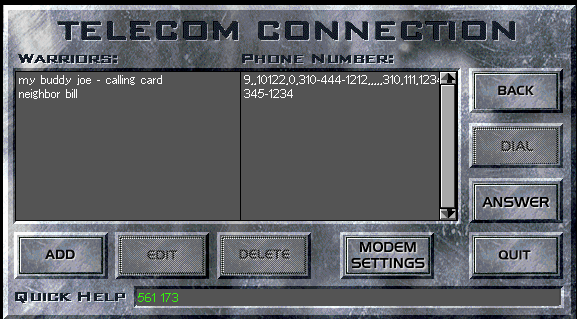 TELECOM CONNECTION
WARRIORS: PHONE NUMBER:
my buddy joe - calling card 9,,10122,0,310-444-1212,,,,,310,111,1234
neighbor bill 345-1234
BACK
DIAL
ANSWER
ADD EDIT DELETE MODEM SETTINGS QUIT
QUICK HELP 561 173